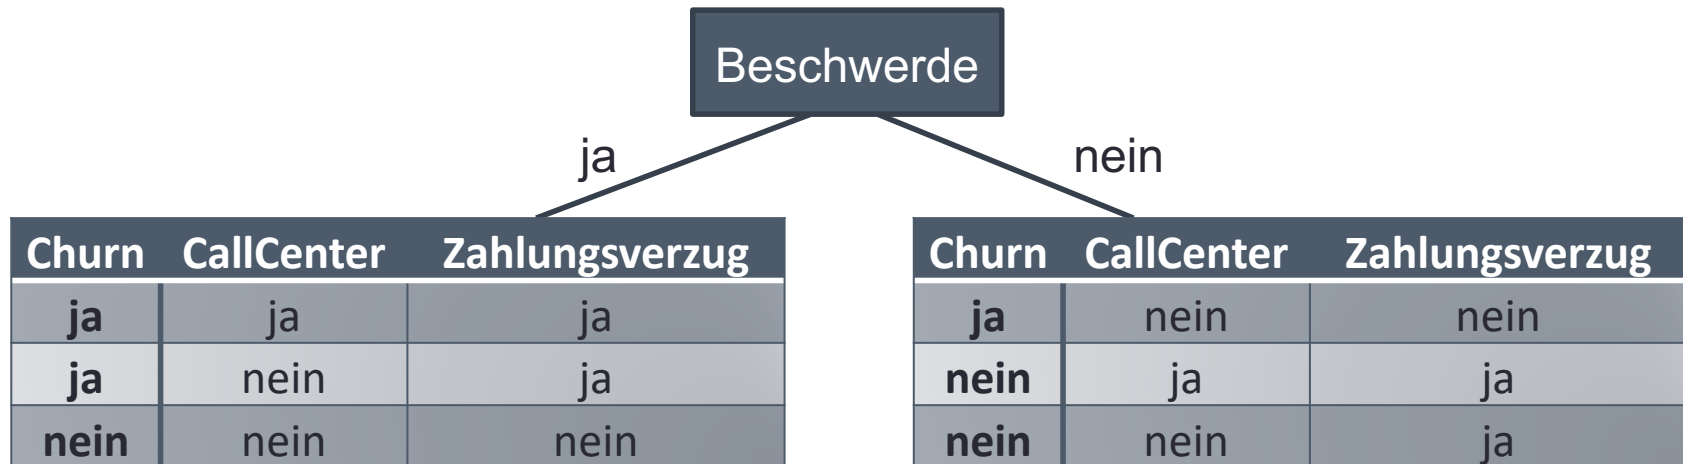 Beschwerde
ja nein
Churn CallCenter Zahlungsverzug Churn CallCenter Zahlungsverzug
ja ja ja ja nein nein
ja nein ja nein ja ja
nein nein nein nein nein ja